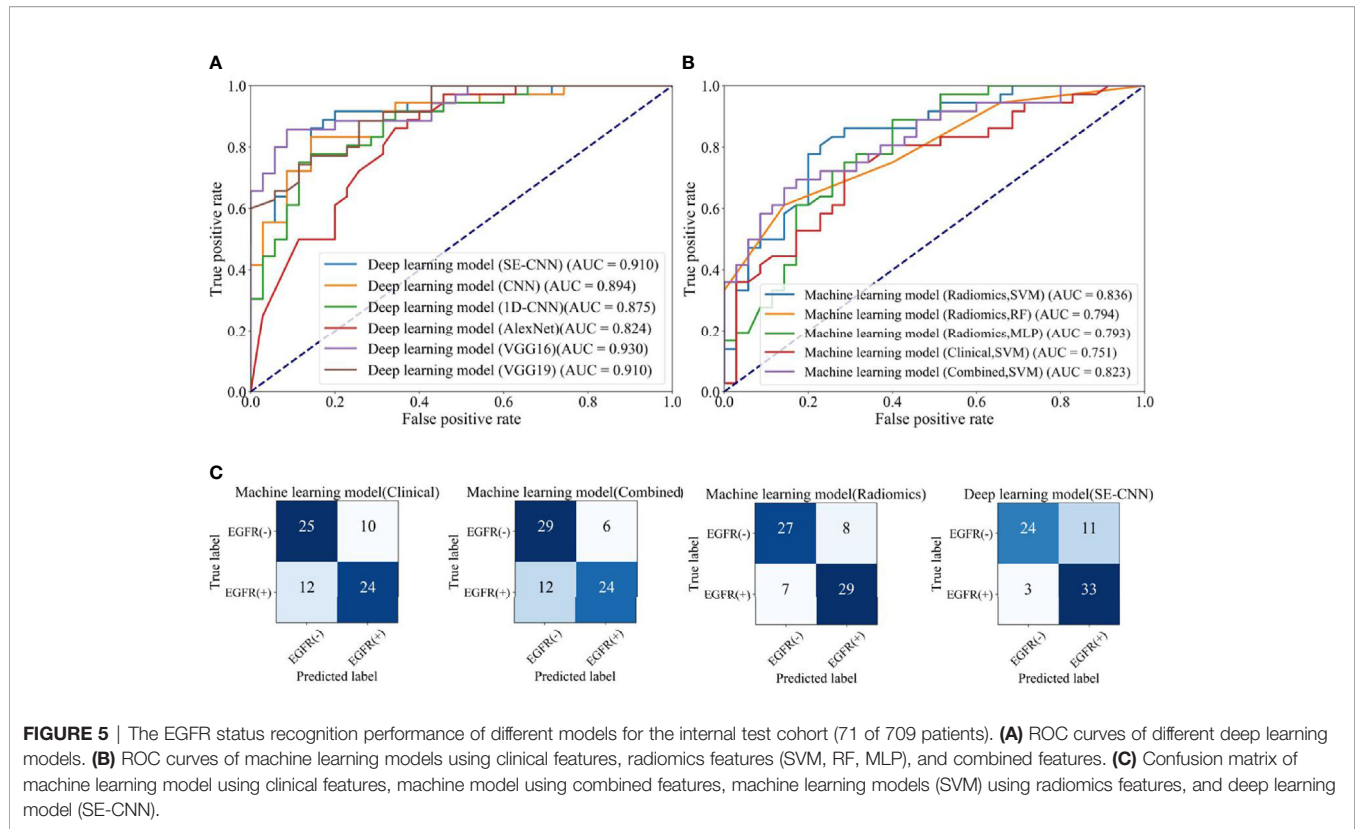 A
B
1.0
0.8
0.6
0.4
0.2
0.0
True positive rate
0.0 0.2 0.4 0.6 0.8 1.0
False positive rate
Deep learning model (SE-CNN) (AUC = 0.910)
Deep learning model (CNN) (AUC = 0.894)
Deep learning model (1D-CNN)(AUC = 0.875)
Deep learning model (AlexNet)(AUC = 0.824)
Deep learning model (VGG16)(AUC = 0.930)
Deep learning model (VGG19) (AUC = 0.910)
1.0
0.8
0.6
0.4
0.2
0.0
True positive rate
0.0 0.2 0.4 0.6 0.8 1.0
False positive rate
Machine learning model (Radiomics,SVM) (AUC = 0.836)
Machine learning model (Radiomics,RF) (AUC = 0.794)
Machine learning model (Radiomics,MLP) (AUC = 0.793)
Machine learning model (Clinical,SVM) (AUC = 0.751)
Machine learning model (Combined,SVM) (AUC = 0.823)
C
Machine learning model(Clinical)
True label
EGFR(-) 25 10
EGFR(+) 12 24
EGFR(-) EGFR(+)
Predicted label
Machine learning model(Combined)
True label
EGFR(-) 29 6
EGFR(+) 12 24
EGFR(-) EGFR(+)
Predicted label
Machine learning model(Radiomics)
True label
EGFR(-) 27 8
EGFR(+) 7 29
EGFR(-) EGFR(+)
Predicted label
Deep learning model(SE-CNN)
True label
EGFR(-) 24 11
EGFR(+) 3 33
EGFR(-) EGFR(+)
Predicted label
FIGURE 5 | The EGFR status recognition performance of different models for the internal test cohort (71 of 709 patients). (A) ROC curves of different deep learning
models. (B) ROC curves of machine learning models using clinical features, radiomics features (SVM, RF, MLP), and combined features. (C) Confusion matrix of
machine learning model using clinical features, machine model using combined features, machine learning models (SVM) using radiomics features, and deep learning
model (SE-CNN).